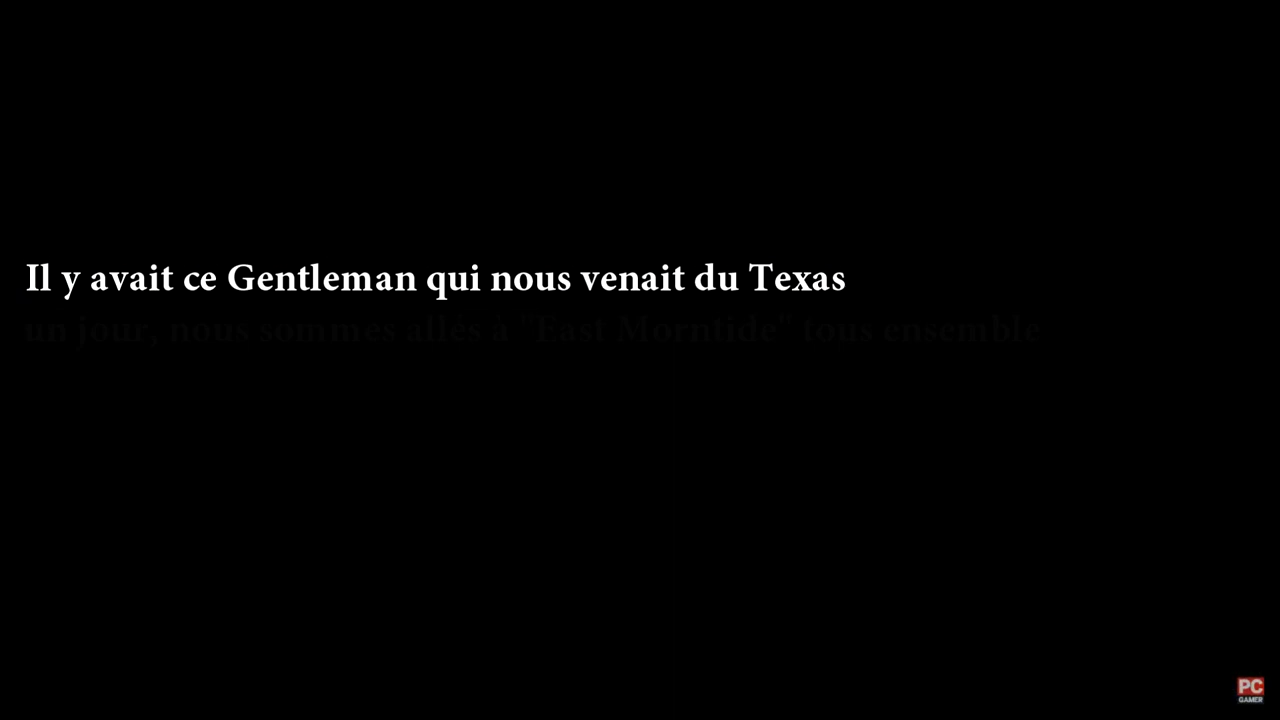 Il y avait ce Gentleman qui nous venait du Texas
un jour, nous sommes allés à "East Morntide" tous ensemble
PC
GAMER